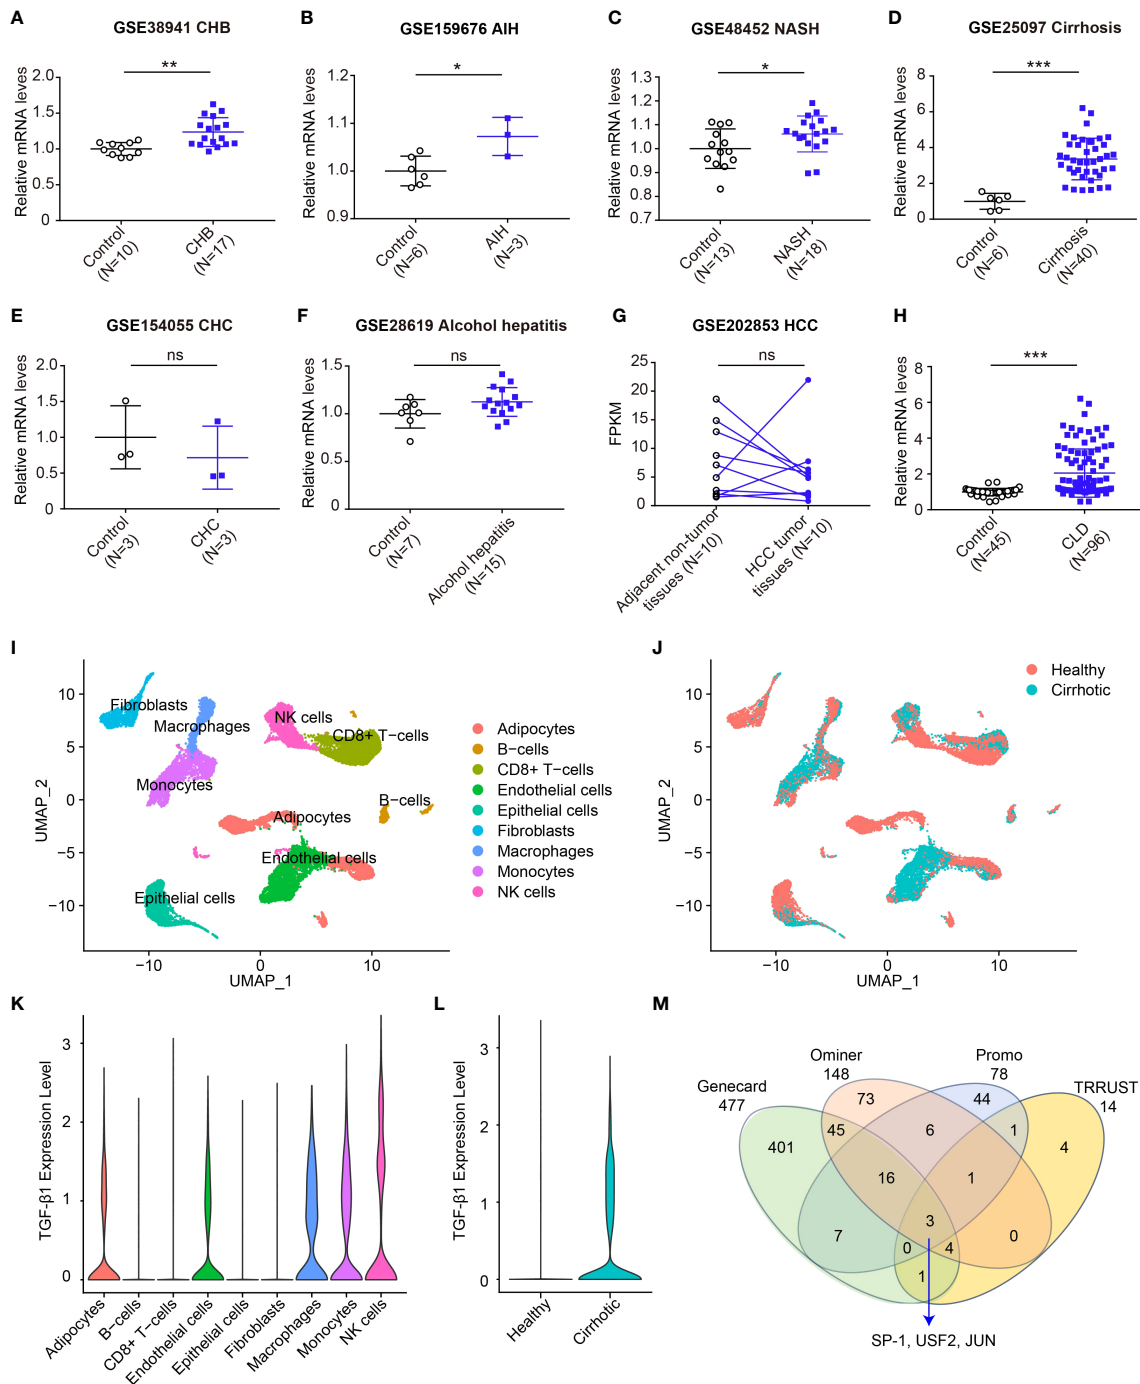 A
GSE38941 CHB
Relative mRNA leves
2.0
1.5
1.0
0.5
0
**
Control
(N=10)
CHB
(N=17)
B
GSE159676 AIH
Relative mRNA leves
1.2
1.1
1.0
0.9
*
Control
(N=6)
AIH
(N=3)
C
GSE48452 NASH
Relative mRNA leves
1.3
1.2
1.1
1.0
0.9
0.8
0.7
*
Control
(N=13)
NASH
(N=18)
D
GSE25097 Cirrhosis
Relative mRNA leves
8
6
4
2
0
***
Control
(N=6)
Cirrhosis
(N=40)
E
GSE154055 CHC
Relative mRNA leves
2.0
1.5
1.0
0.5
0
ns
Control
(N=3)
CHC
(N=3)
F
GSE28619 Alcohol hepatitis
Relative mRNA leves
1.5
1.0
0.5
0
ns
Control
(N=7)
Alcohol hepatitis
(N=15)
G
GSE202853 HCC
FPKM
25
20
15
10
5
0
ns
Adjacent non-tumor
tissues (N=10)
HCC tumor
tissues (N=10)
H
Relative mRNA leves
8
6
4
2
0
***
Control
(N=45)
CLD
(N=96)
I
UMAP_2
10
5
0
−5
−10
Fibroblasts
Macrophages
NK cells
CD8+ T−cells
Monocytes
B−cells
Adipocytes
Endothelial cells
Epithelial cells
−10
0
10
UMAP_1
Adipocytes
B−cells
CD8+ T−cells
Endothelial cells
Epithelial cells
Fibroblasts
Macrophages
Monocytes
NK cells
J
Healthy
Cirrhotic
UMAP_2
10
5
0
−5
−10
−10
0
10
UMAP_1
K
TGF-β1 Expression Level
3
2
1
0
Adipocytes
B−cells
CD8+ T−cells
Endothelial cells
Epithelial cells
Fibroblasts
Macrophages
Monocytes
NK cells
L
TGF-β1 Expression Level
3
2
1
0
Healthy
Cirrhotic
M
Genecard
477
Ominer
148
Promo
78
TRRUST
14
73
44
45
6
1
401
4
16
1
3
7
0
4
0
1
SP-1, USF2, JUN